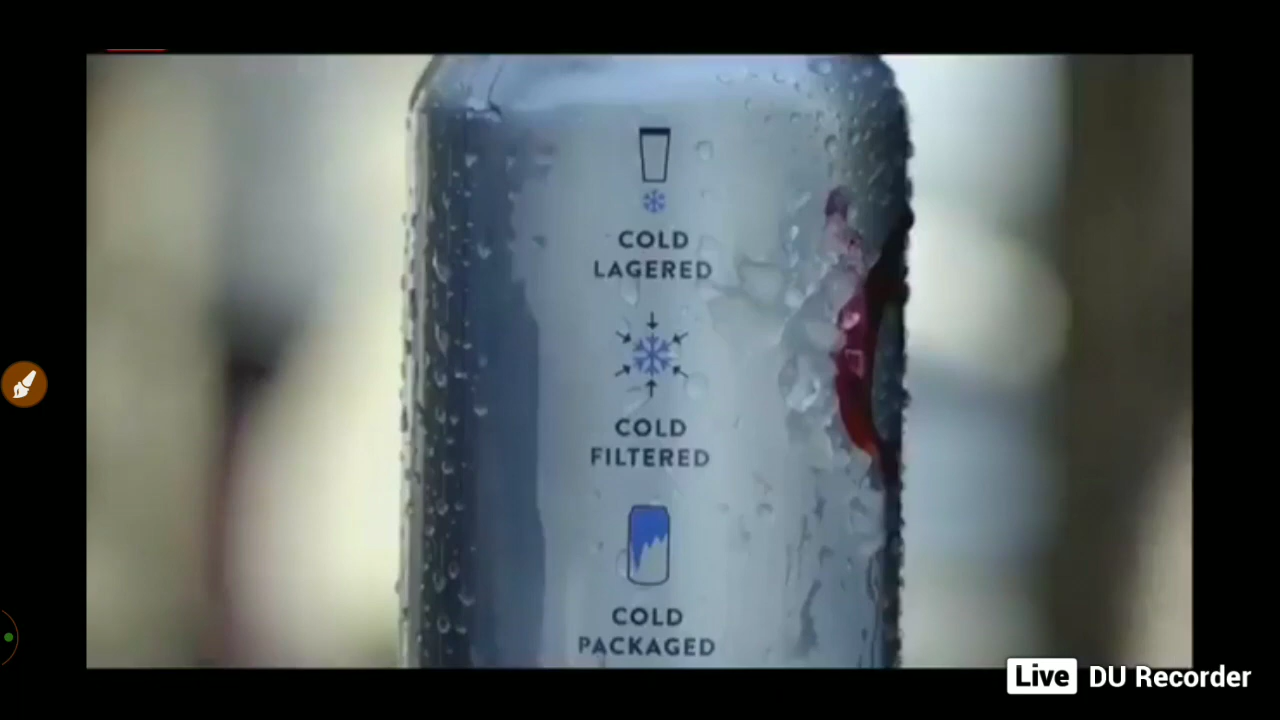 COLD
LAGERED
COLD
FILTERED
COLD
PACKAGED
Live DU Recorder